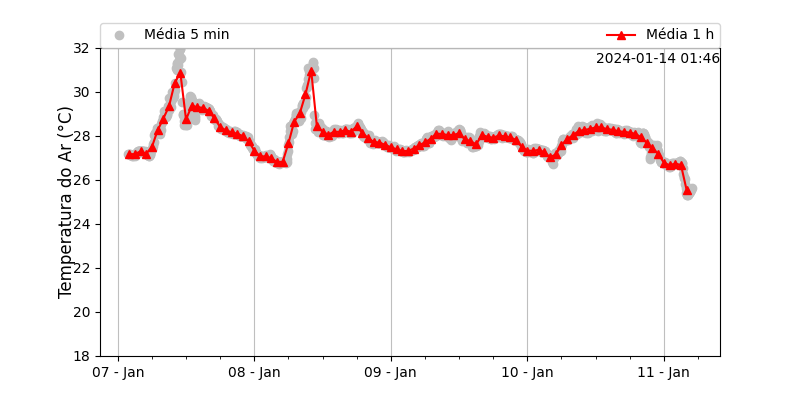 Média 5 min
Média 1 h
2024-01-14 01:46
Temperatura do Ar (°C)
32
30
28
26
24
22
20
18
07 - Jan
08 - Jan
09 - Jan
10 - Jan
11 - Jan